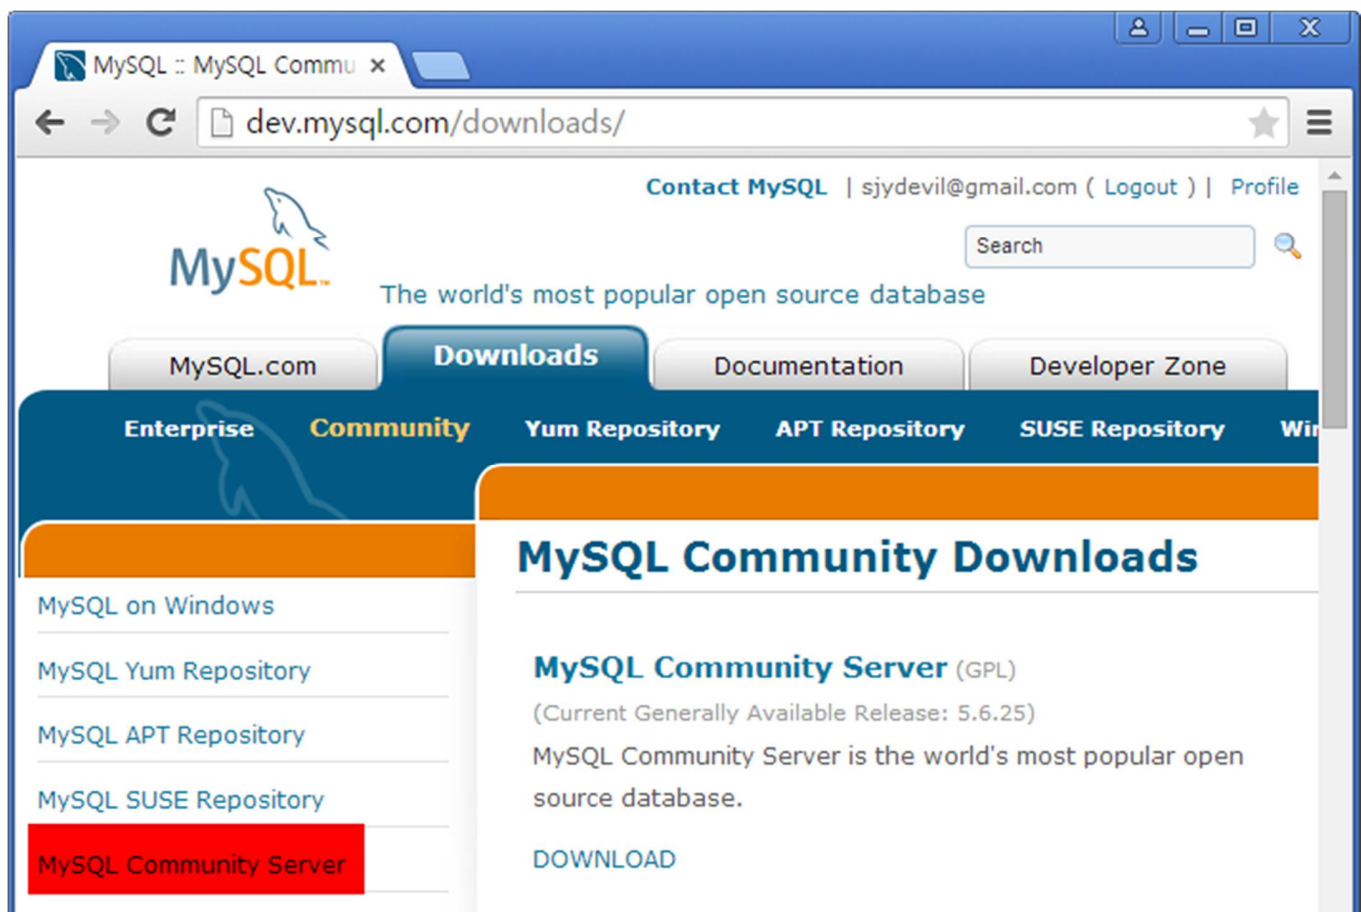 MySQL :: MySQL Commu
dev.mysql.com/downloads/
Contact MySQL | sjydevil@gmail.com ( Logout ) | Profile
MySQL™
Search
The world's most popular open source database
MySQL.com Downloads Documentation Developer Zone
Enterprise Community Yum Repository APT Repository SUSE Repository Win
MySQL Community Downloads
MySQL on Windows
MySQL Yum Repository
MySQL APT Repository
MySQL SUSE Repository
MySQL Community Server
MySQL Community Server (GPL)
(Current Generally Available Release: 5.6.25)
MySQL Community Server is the world's most popular open
source database.
DOWNLOAD